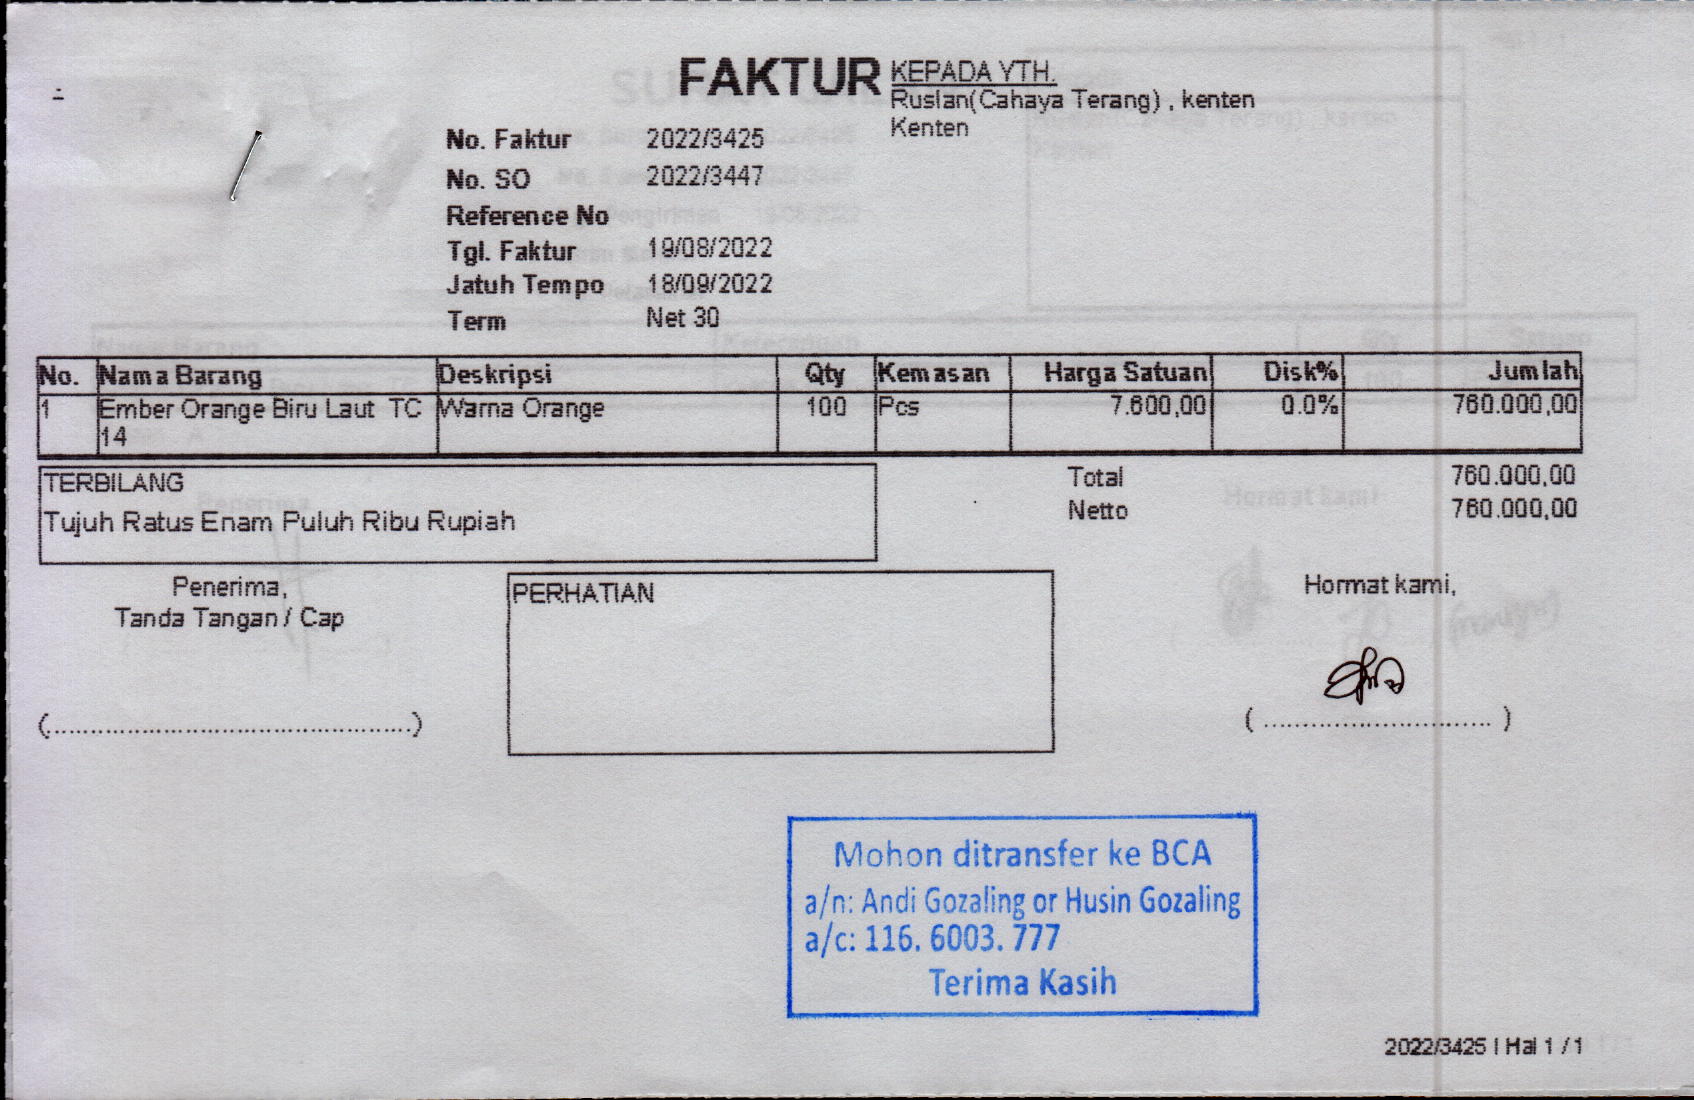 FAKTUR
KEPADA YTH.
Ruslan(Cahaya Terang) , kenten
Kenten
No. Faktur 2022/3425
No. SO 2022/3447
Reference No
Tgl. Faktur 19/08/2022
Jatuh Tempo 18/09/2022
Term Net 30
No. Nama Barang Deskripsi Qty Kemasan Harga Satuan Disk% Jumlah
1 Ember Orange Biru Laut TC Warna Orange 100 Pcs 7.600,00 0.0% 760.000,00
14
TERBILANG
Tujuh Ratus Enam Puluh Ribu Rupiah
Total 760.000,00
Netto 760.000,00
Penerima,
Tanda Tangan / Cap
(...............................................)
PERHATIAN
Hormat kami,
( .............................. )
Mohon ditransfer ke BCA
a/n: Andi Gozaling or Husin Gozaling
a/c: 116. 6003. 777
Terima Kasih
2022/3425 | Hal 1 / 1